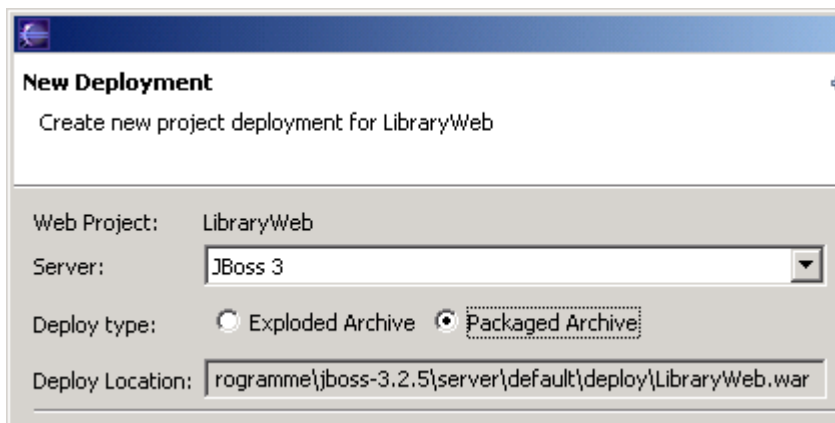 New Deployment
Create new project deployment for LibraryWeb
Web Project: LibraryWeb
Server: JBoss 3
Deploy type: Exploded Archive Packaged Archive
Deploy Location: rogramme\jboss-3.2.5\server\default\deploy\LibraryWeb.war